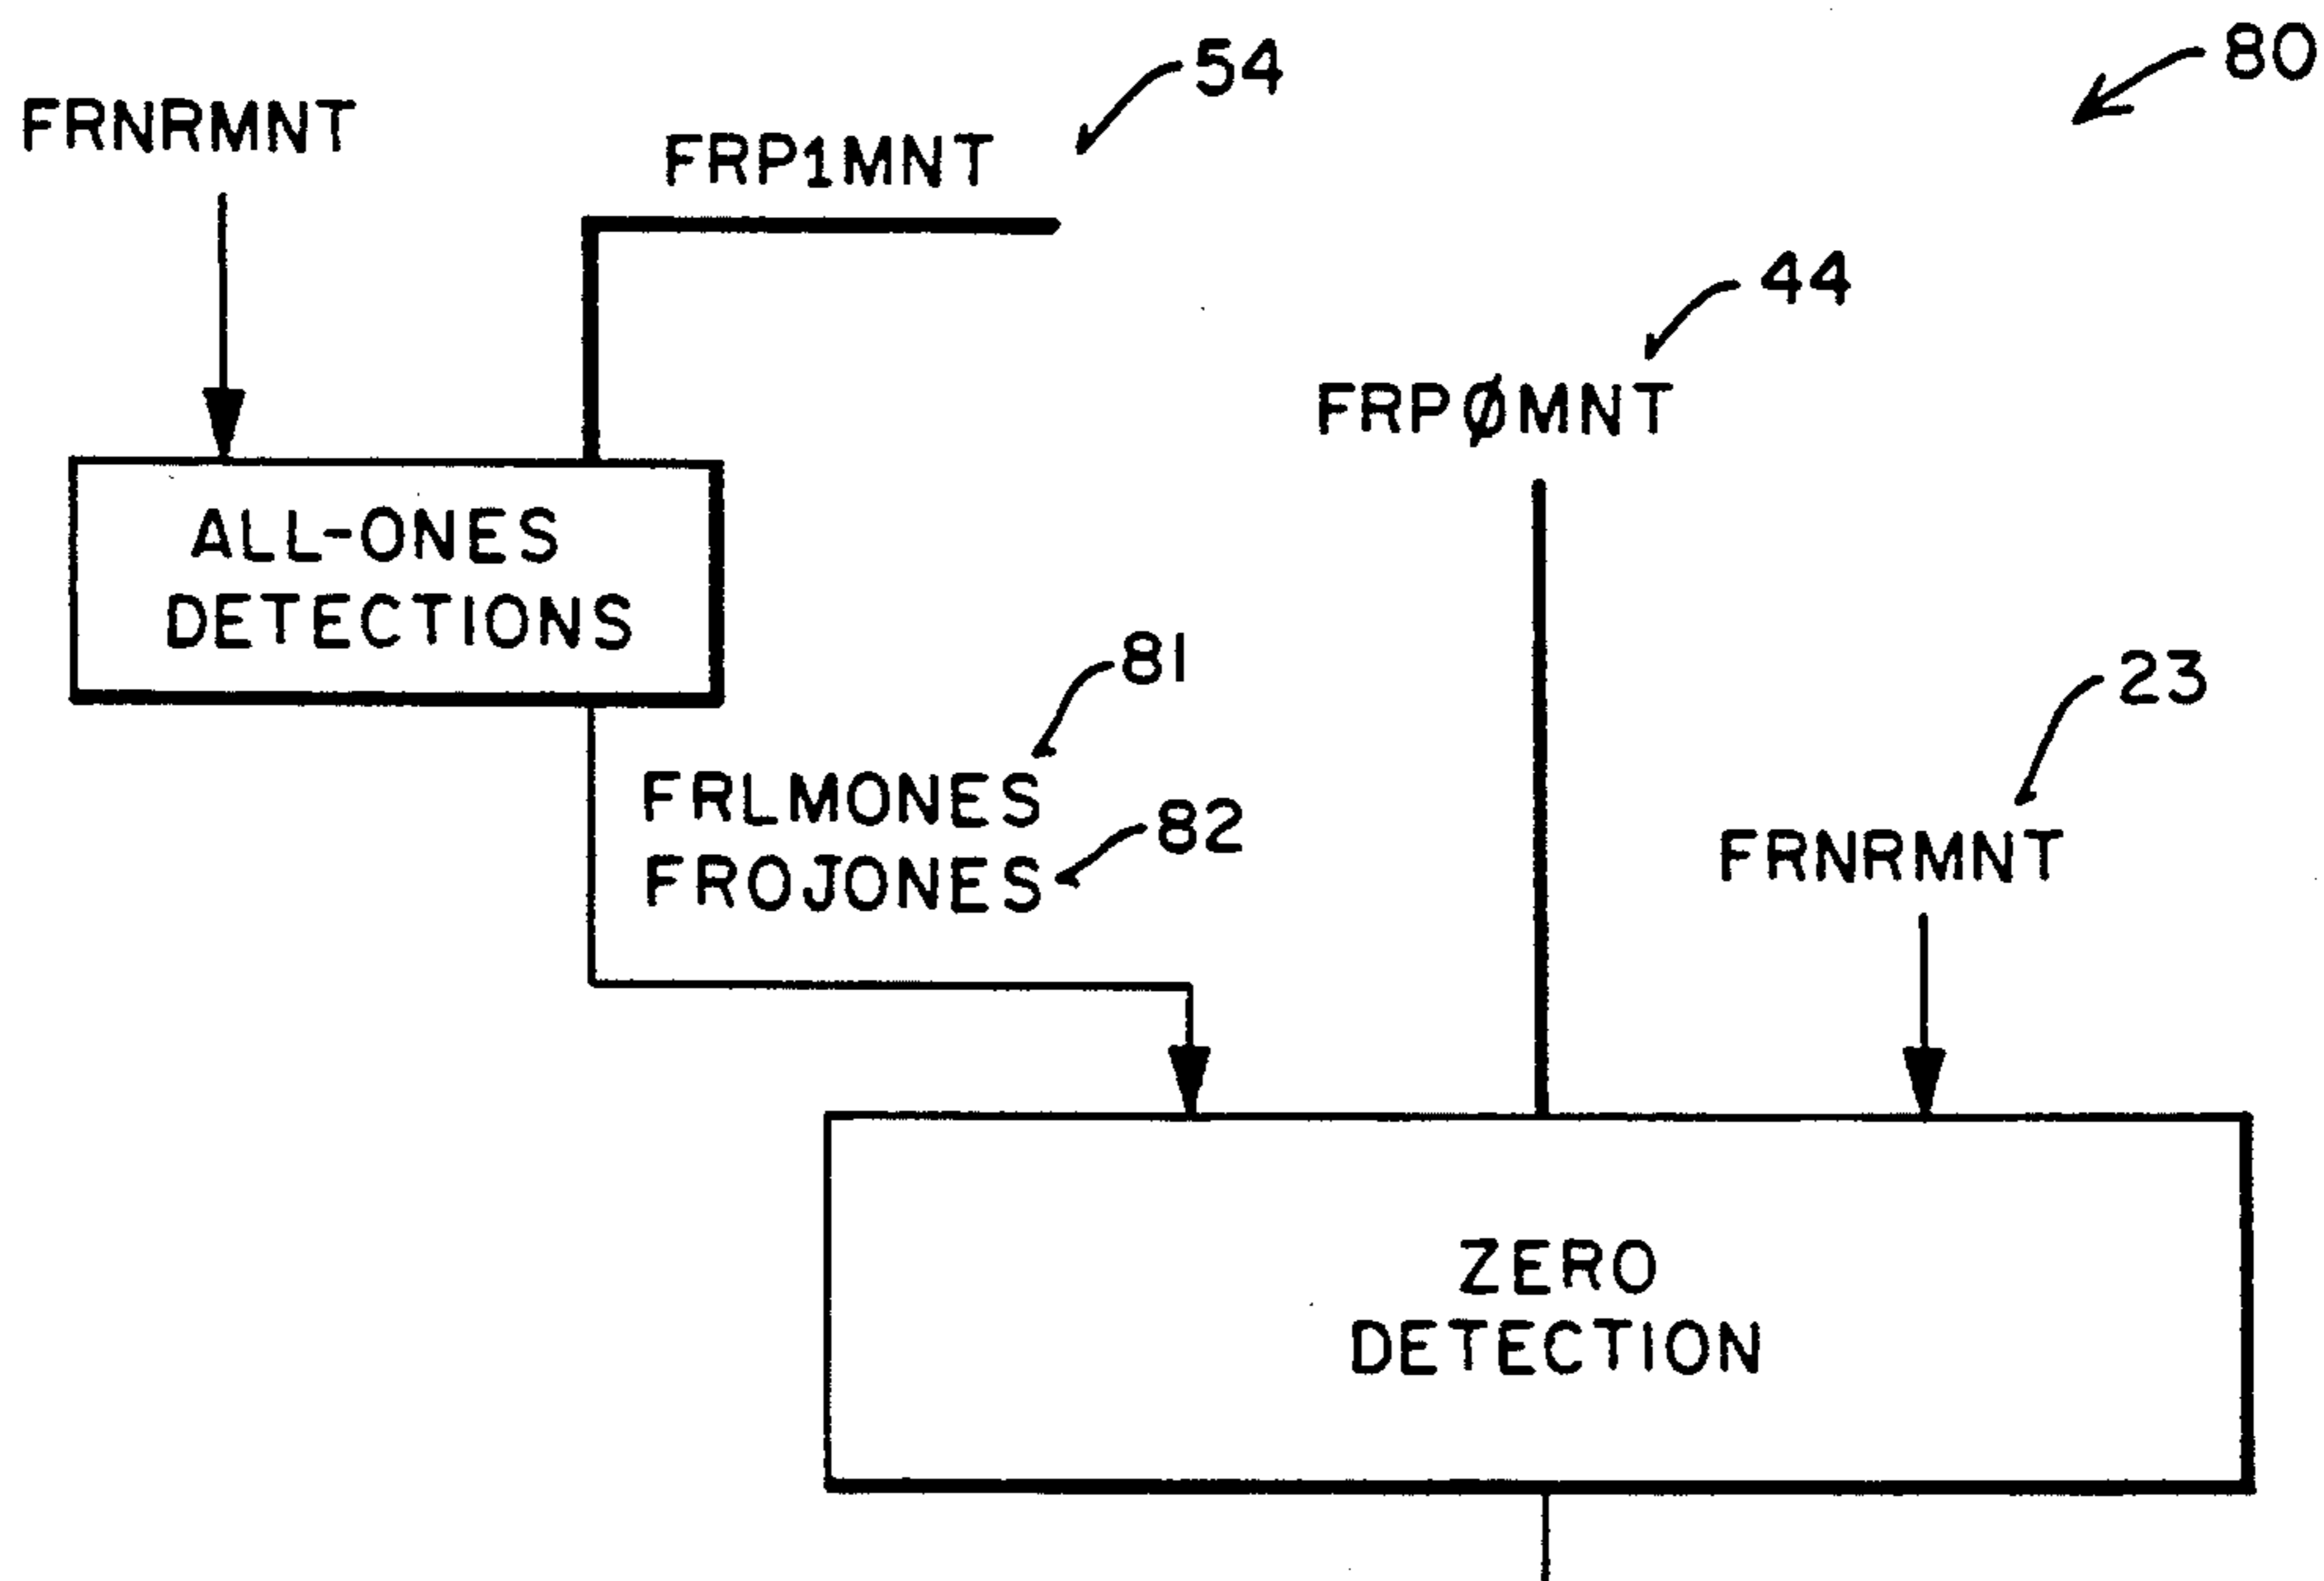 80
54
FRNRMNT
FRP1MNT
44
FRPØMNT
ALL-ONES
DETECTIONS
81
23
FRLMONES
82
FROJONES
FRNRMNT
ZERO
DETECTION